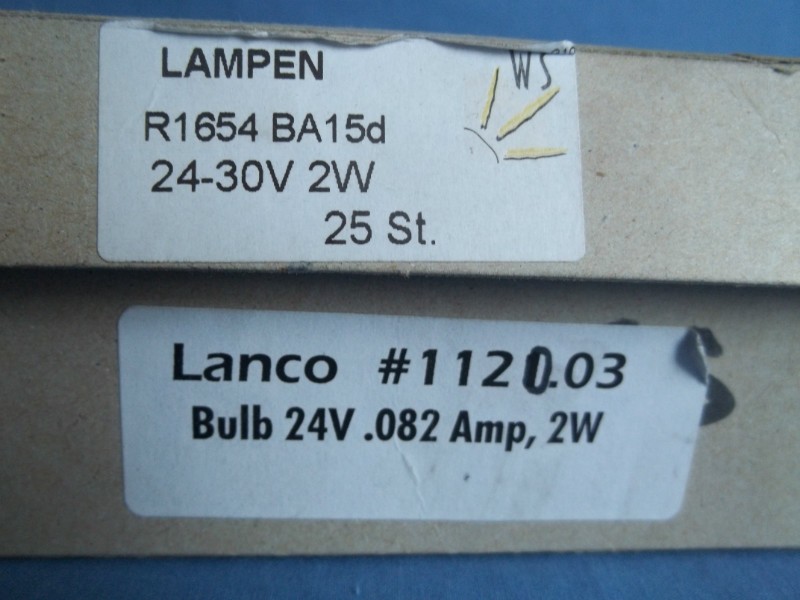 LAMPEN
WS
R1654 BA15d
24-30V 2W
25 St.
Lanco #1120.03
Bulb 24V .082 Amp, 2W